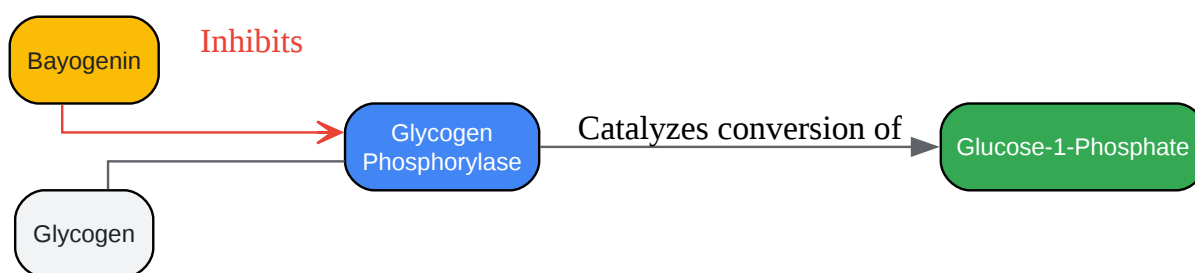 Inhibits
Bayogenin
Glycogen
Phosphorylase
Catalyzes conversion of
Glucose-1-Phosphate
Glycogen